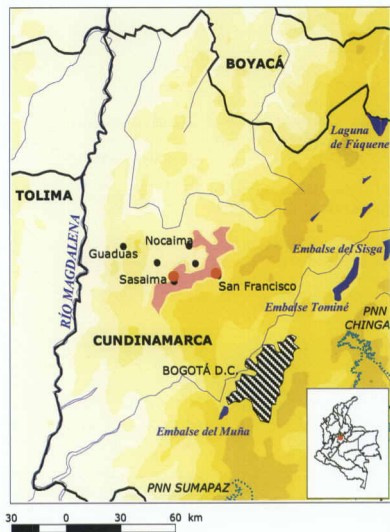 BOYACÁ
Laguna
de Fúquene
TOLIMA
RÍO MAGDALENA
Nocaima
Guaduas
Embalse del Sisga
Sasaima
San Francisco
Embalse Tominé
PNN
CHINGA
CUNDINAMARCA
BOGOTÁ D.C.
Embalse del Muña
PNN SUMAPAZ
30 0 30 60 km